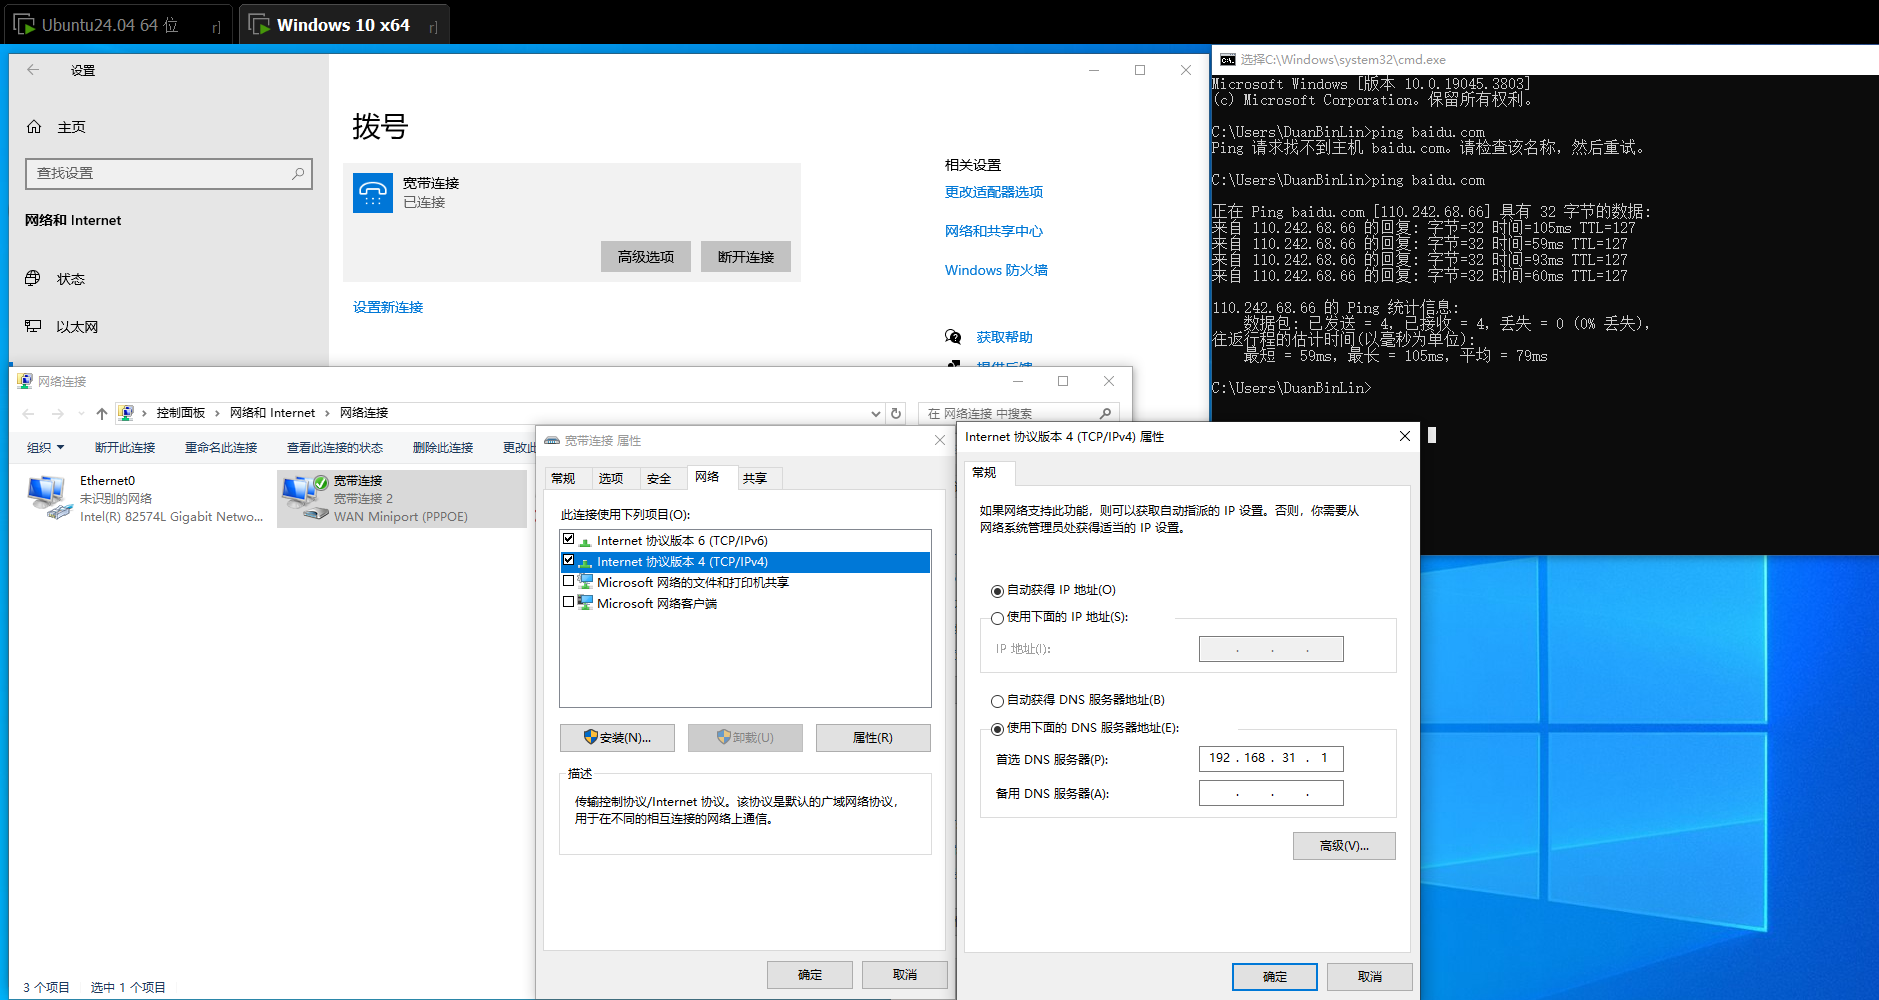 Ubuntu24.04 64 位
Windows 10 x64
设置
主页
查找设置
网络和 Internet
状态
以太网
拨号
宽带连接
已连接
高级选项
断开连接
设置新连接
相关设置
更改适配器选项
网络和共享中心
Windows 防火墙
获取帮助
选择C:\Windows\system32\cmd.exe
Microsoft Windows [版本 10.0.19045.3803]
(c) Microsoft Corporation。保留所有权利。
C:\Users\DuanBinLin>ping baidu.com
Ping 请求找不到主机 baidu.com。请检查该名称，然后重试。
C:\Users\DuanBinLin>ping baidu.com
正在 Ping baidu.com [110.242.68.66] 具有 32 字节的数据:
来自 110.242.68.66 的回复: 字节=32 时间=105ms TTL=127
来自 110.242.68.66 的回复: 字节=32 时间=59ms TTL=127
来自 110.242.68.66 的回复: 字节=32 时间=93ms TTL=127
来自 110.242.68.66 的回复: 字节=32 时间=60ms TTL=127
110.242.68.66 的 Ping 统计信息:
数据包: 已发送 = 4，已接收 = 4，丢失 = 0 (0% 丢失)，
往返行程的估计时间(以毫秒为单位):
最短 = 59ms，最长 = 105ms，平均 = 79ms
C:\Users\DuanBinLin>
网络连接
控制面板 › 网络和 Internet › 网络连接
在 网络连接 中搜索
组织
断开此连接
重命名此连接
查看此连接的状态
删除此连接
更改此
Ethernet0
未识别的网络
Intel(R) 82574L Gigabit Netwo...
宽带连接
宽带连接 2
WAN Miniport (PPPOE)
3 个项目
选中 1 个项目
宽带连接 属性
常规
选项
安全
网络
共享
此连接使用下列项目(O):
Internet 协议版本 6 (TCP/IPv6)
Internet 协议版本 4 (TCP/IPv4)
Microsoft 网络的文件和打印机共享
Microsoft 网络客户端
安装(N)...
卸载(U)
属性(R)
描述
传输控制协议/Internet 协议。该协议是默认的广域网络协议，
用于在不同的相互连接的网络上通信。
确定
取消
Internet 协议版本 4 (TCP/IPv4) 属性
常规
如果网络支持此功能，则可以获取自动指派的 IP 设置。否则，你需要从
网络系统管理员处获得适当的 IP 设置。
自动获得 IP 地址(O)
使用下面的 IP 地址(S):
IP 地址(I):
自动获得 DNS 服务器地址(B)
使用下面的 DNS 服务器地址(E):
首选 DNS 服务器(P):
192 . 168 . 31 . 1
备用 DNS 服务器(A):
高级(V)...
确定
取消